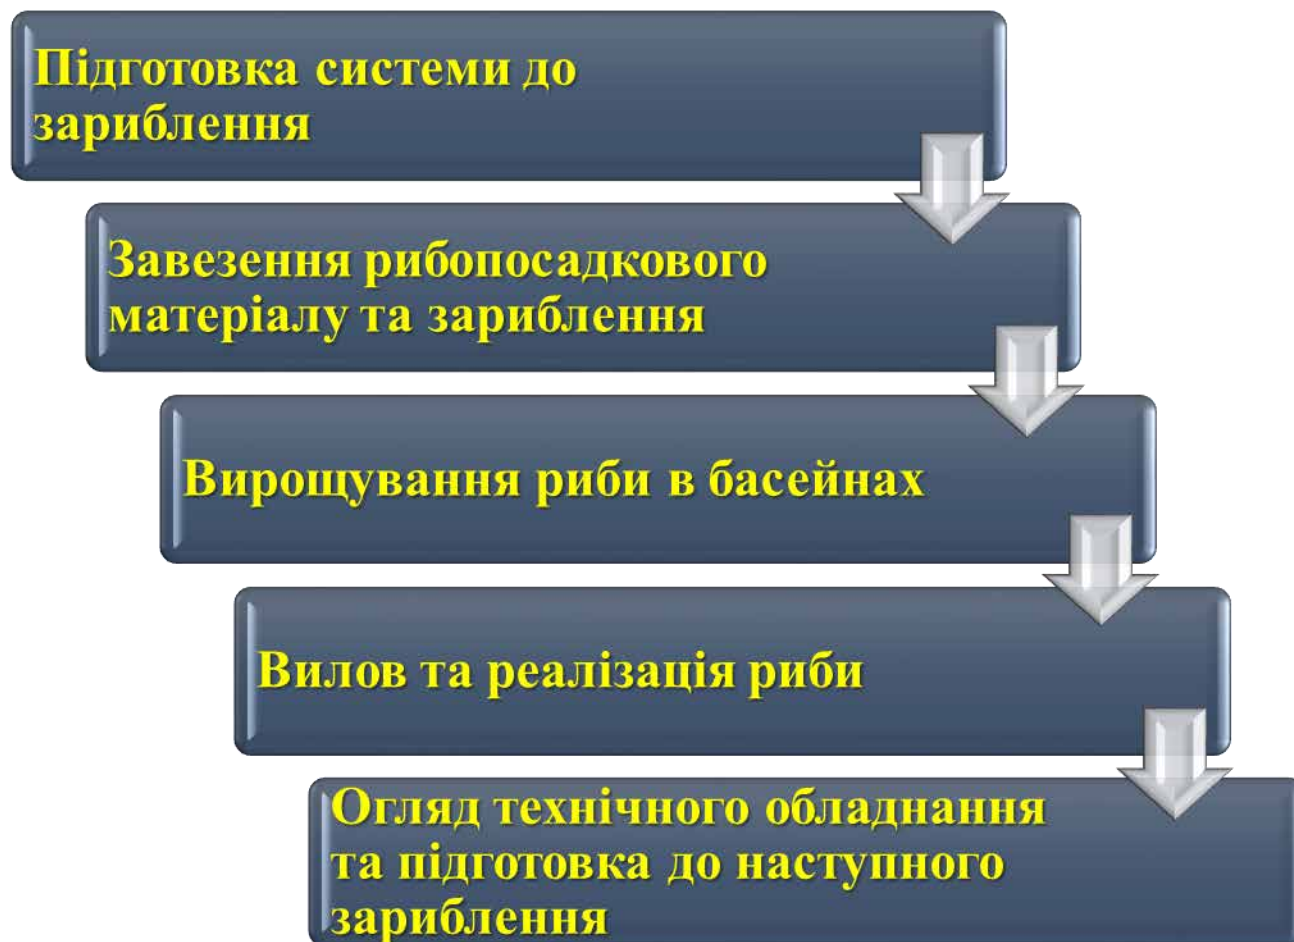 Підготовка системи до
зариблення
Завезення рибопосадкового
матеріалу та зариблення
Вирощування риби в басейнах
Вилов та реалізація риби
Огляд технічного обладнання
та підготовка до наступного
зариблення